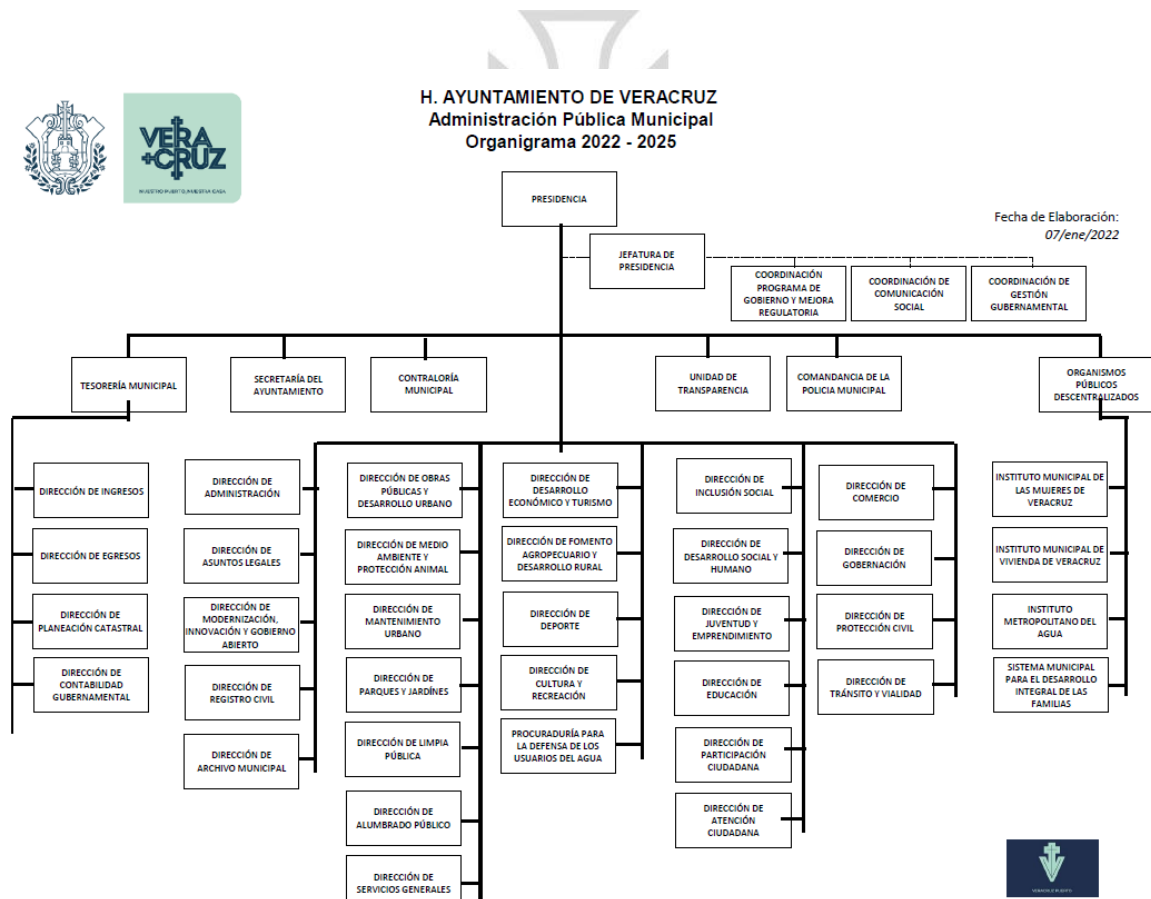 H. AYUNTAMIENTO DE VERACRUZ
Administración Pública Municipal
Organigrama 2022 - 2025
VERA
+CRUZ
NUESTRO PUERTO, NUESTRA CASA
Fecha de Elaboración:
07/ene/2022
PRESIDENCIA
JEFATURA DE
PRESIDENCIA
COORDINACIÓN
PROGRAMA DE
GOBIERNO Y MEJORA
REGULATORIA
COORDINACIÓN DE
COMUNICACIÓN
SOCIAL
COORDINACIÓN DE
GESTIÓN
GUBERNAMENTAL
TESORERÍA MUNICIPAL
SECRETARÍA DEL
AYUNTAMIENTO
CONTRALORÍA
MUNICIPAL
UNIDAD DE
TRANSPARENCIA
COMANDANCIA DE LA
POLICIA MUNICIPAL
ORGANISMOS
PÚBLICOS
DESCENTRALIZADOS
DIRECCIÓN DE INGRESOS
DIRECCIÓN DE EGRESOS
DIRECCIÓN DE
PLANEACIÓN CATASTRAL
DIRECCIÓN DE
CONTABILIDAD
GUBERNAMENTAL
DIRECCIÓN DE
ADMINISTRACIÓN
DIRECCIÓN DE
ASUNTOS LEGALES
DIRECCIÓN DE
MODERNIZACIÓN,
INNOVACIÓN Y GOBIERNO
ABIERTO
DIRECCIÓN DE
REGISTRO CIVIL
DIRECCIÓN DE
ARCHIVO MUNICIPAL
DIRECCIÓN DE OBRAS
PÚBLICAS Y
DESARROLLO URBANO
DIRECCIÓN DE MEDIO
AMBIENTE Y
PROTECCIÓN ANIMAL
DIRECCIÓN DE
MANTENIMIENTO
URBANO
DIRECCIÓN DE
PARQUES Y JARDÍNES
DIRECCIÓN DE LIMPIA
PÚBLICA
DIRECCIÓN DE
ALUMBRADO PÚBLICO
DIRECCIÓN DE
SERVICIOS GENERALES
DIRECCIÓN DE
DESARROLLO
ECONÓMICO Y TURISMO
DIRECCIÓN DE FOMENTO
AGROPECUARIO Y
DESARROLLO RURAL
DIRECCIÓN DE
DEPORTE
DIRECCIÓN DE
CULTURA Y
RECREACIÓN
PROCURADURÍA PARA
LA DEFENSA DE LOS
USUARIOS DEL AGUA
DIRECCIÓN DE
INCLUSIÓN SOCIAL
DIRECCIÓN DE
DESARROLLO SOCIAL Y
HUMANO
DIRECCIÓN DE
JUVENTUD Y
EMPRENDIMIENTO
DIRECCIÓN DE
EDUCACIÓN
DIRECCIÓN DE
PARTICIPACIÓN
CIUDADANA
DIRECCIÓN DE
ATENCIÓN
CIUDADANA
DIRECCIÓN DE
COMERCIO
DIRECCIÓN DE
GOBERNACIÓN
DIRECCIÓN DE
PROTECCIÓN CIVIL
DIRECCIÓN DE
TRÁNSITO Y VIALIDAD
INSTITUTO MUNICIPAL DE
LAS MUJERES DE
VERACRUZ
INSTITUTO MUNICIPAL DE
VIVIENDA DE VERACRUZ
INSTITUTO
METROPOLITANO DEL
AGUA
SISTEMA MUNICIPAL
PARA EL DESARROLLO
INTEGRAL DE LAS
FAMILIAS
VERACRUZ PUERTO